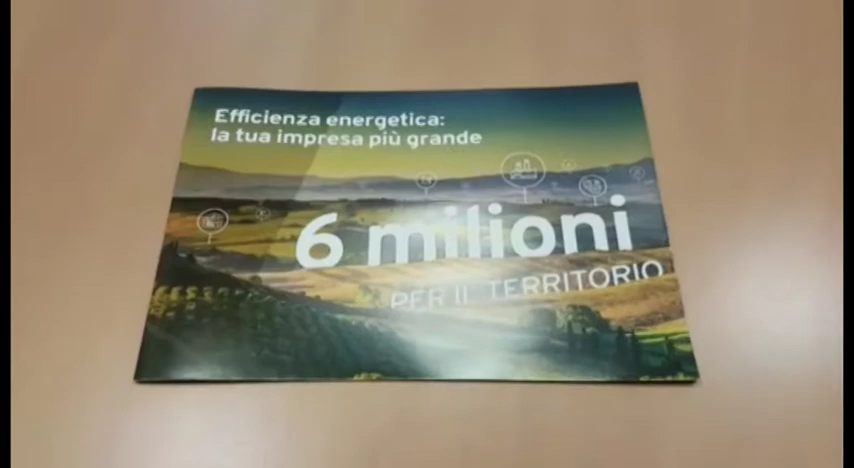 Efficienza energetica:
la tua impresa più grande
6 milioni
PER IL TERRITORIO